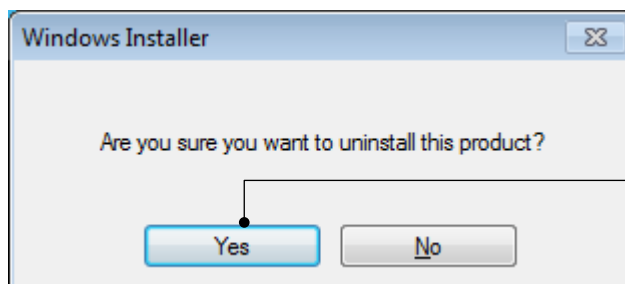 Windows Installer
Are you sure you want to uninstall this product?
Yes
No